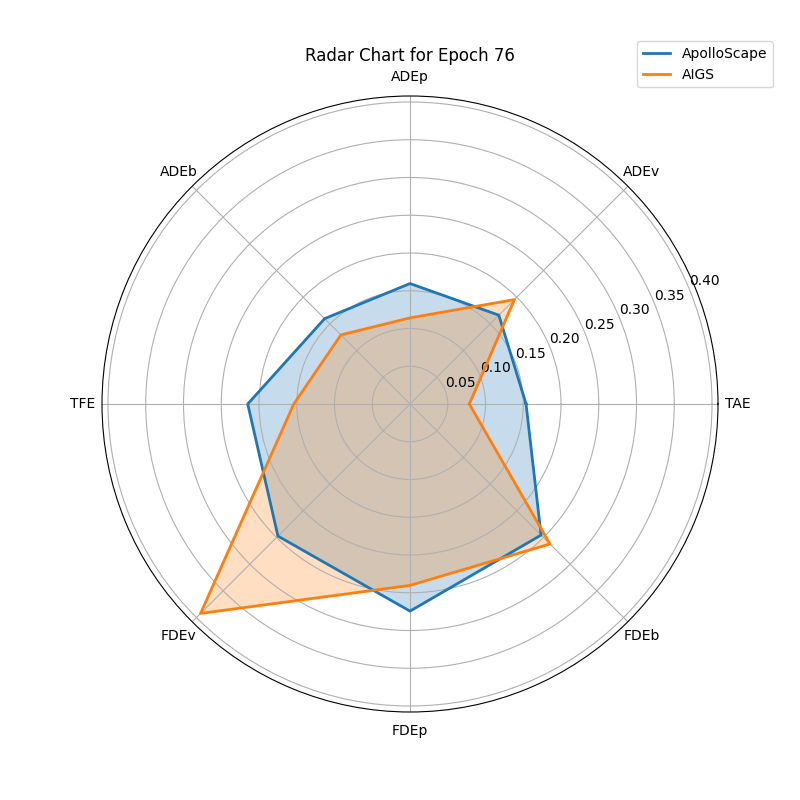 Radar Chart for Epoch 76
ApolloScape
AIGS
ADEp
ADEb
ADEv
0.40
0.35
0.30
0.25
0.20
0.15
0.10
0.05
TFE
TAE
FDEv
FDEb
FDEp